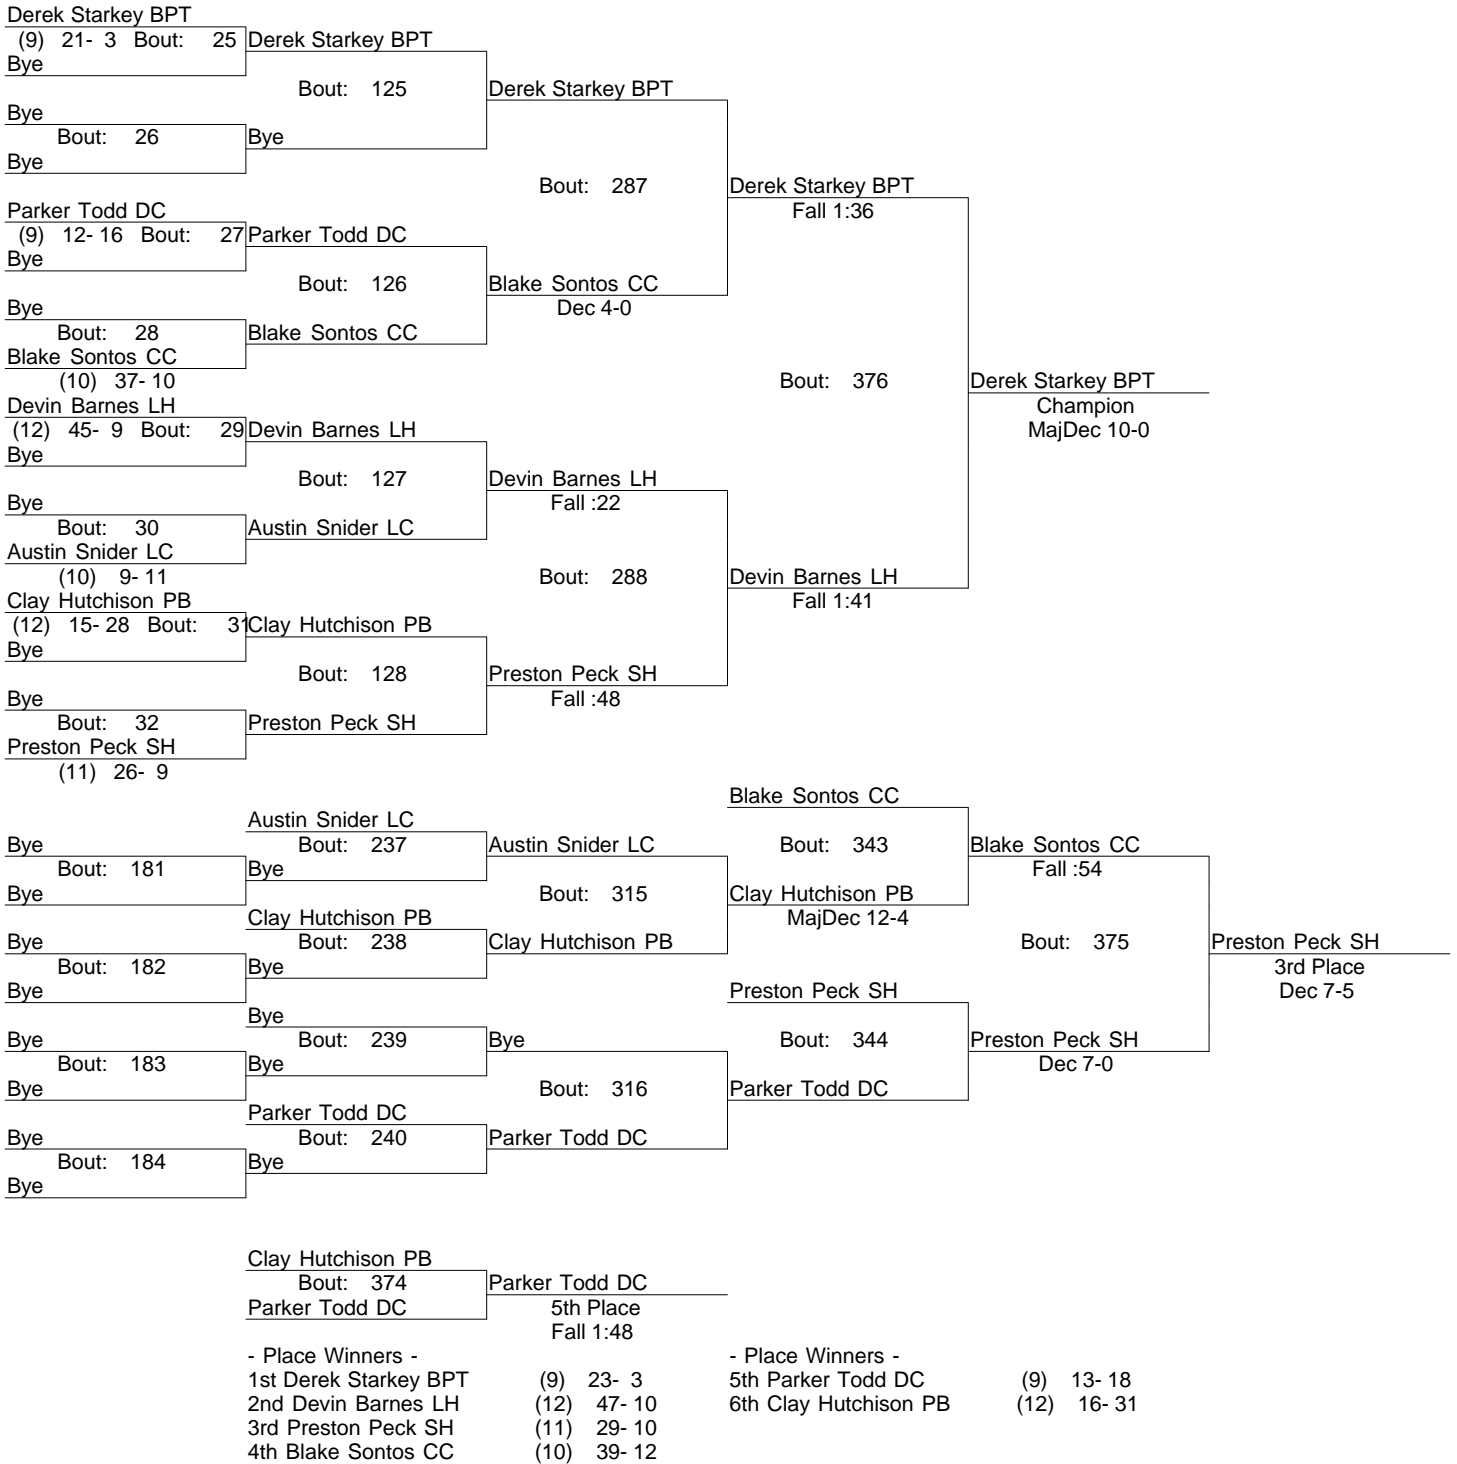 Derek Starkey BPT
(9) 21- 3 Bout: 25 Derek Starkey BPT
Bye
Bout: 125 Derek Starkey BPT
Bye
Bout: 26 Bye
Bye
Bout: 287 Derek Starkey BPT
Parker Todd DC Fall 1:36
(9) 12- 16 Bout: 27 Parker Todd DC
Bye
Bout: 126 Blake Sontos CC
Bye Dec 4-0
Bout: 28 Blake Sontos CC
Blake Sontos CC
(10) 37- 10 Bout: 376 Derek Starkey BPT
Devin Barnes LH Champion
(12) 45- 9 Bout: 29 Devin Barnes LH MajDec 10-0
Bye
Bout: 127 Devin Barnes LH
Bye Fall :22
Bout: 30 Austin Snider LC
Austin Snider LC
(10) 9- 11 Bout: 288 Devin Barnes LH
Clay Hutchison PB Fall 1:41
(12) 15- 28 Bout: 31 Clay Hutchison PB
Bye
Bout: 128 Preston Peck SH
Bye Fall :48
Bout: 32 Preston Peck SH
Preston Peck SH
(11) 26- 9
Blake Sontos CC
Austin Snider LC
Bye Bout: 237 Austin Snider LC Bout: 343 Blake Sontos CC
Bout: 181 Bye Fall :54
Bye Bout: 315 Clay Hutchison PB
Clay Hutchison PB MajDec 12-4
Bye Bout: 238 Clay Hutchison PB Bout: 375 Preston Peck SH
Bout: 182 Bye 3rd Place
Bye Preston Peck SH Dec 7-5
Bye
Bye Bout: 239 Bye Bout: 344 Preston Peck SH
Bout: 183 Bye Dec 7-0
Bye Bout: 316 Parker Todd DC
Parker Todd DC
Bye Bout: 240 Parker Todd DC
Bout: 184 Bye
Bye
Clay Hutchison PB
Bout: 374 Parker Todd DC
Parker Todd DC 5th Place
Fall 1:48
- Place Winners - - Place Winners -
1st Derek Starkey BPT (9) 23- 3 5th Parker Todd DC (9) 13- 18
2nd Devin Barnes LH (12) 47- 10 6th Clay Hutchison PB (12) 16- 31
3rd Preston Peck SH (11) 29- 10
4th Blake Sontos CC (10) 39- 12